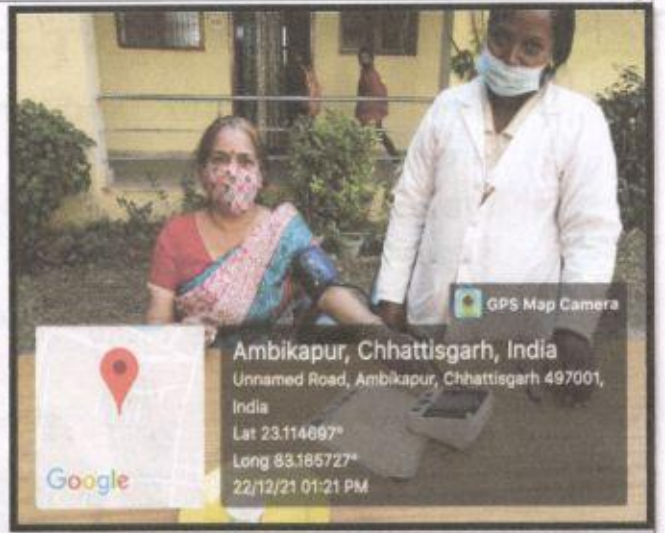 GPS Map Camera
Ambikapur, Chhattisgarh, India
Unnamed Road, Ambikapur, Chhattisgarh 497001,
India
Lat 23.114697°
Long 83.185727°
22/12/21 01:21 PM
Google